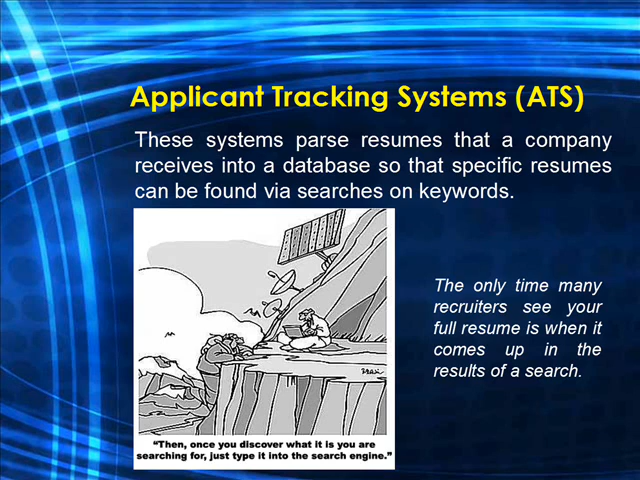 Applicant Tracking Systems (ATS)
These systems parse resumes that a company
receives into a database so that specific resumes
can be found via searches on keywords.
The only time many
recruiters see your
full resume is when it
comes up in the
results of a search.
"Then, once you discover what it is you are
searching for, just type it into the search engine."